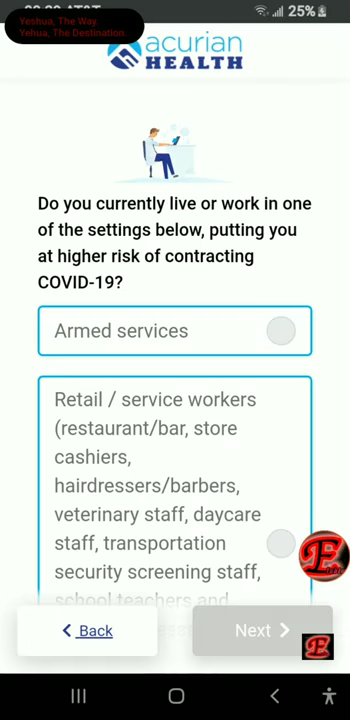 Yeshua, The Way.
Yehua, The Destination.
25%
acurian
HEALTH
Do you currently live or work in one
of the settings below, putting you
at higher risk of contracting
COVID-19?
Armed services
Retail / service workers
(restaurant/bar, store
cashiers,
hairdressers/barbers,
veterinary staff, daycare
staff, transportation
security screening staff,
school teachers and
Back
Next